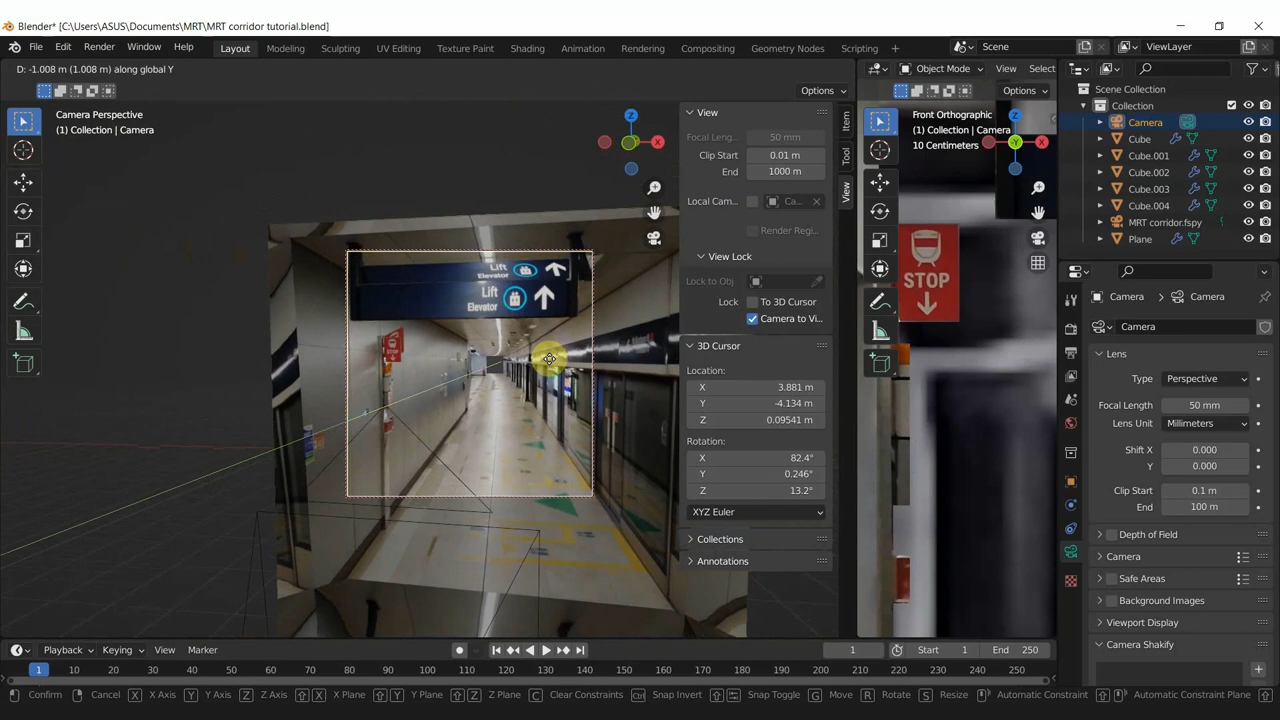 Blender* [C:\Users\ASUS\Documents\MRT\MRT corridor tutorial.blend]
File Edit Render Window Help
Layout Modeling Sculpting UV Editing Texture Paint Shading Animation Rendering Compositing Geometry Nodes Scripting +
Scene
ViewLayer
D: -1.008 m (1.008 m) along global Y
Object Mode View Select
Options
Options
Camera Perspective
(1) Collection | Camera
Z
X
View
Focal Leng... 50 mm
Clip Start 0.01 m
End 1000 m
Local Cam... Ca...
Render Regi...
View Lock
Lock to Obj
Lock To 3D Cursor
Camera to Vi...
3D Cursor
Location:
X 3.881 m
Y -4.134 m
Z 0.09541 m
Rotation:
X 82.4°
Y 0.246°
Z 13.2°
XYZ Euler
Collections
Annotations
Item
Tool
View
Lift
Elevator
Lift
Elevator
Front Orthographic
(1) Collection | Camera
10 Centimeters
Z
Y
X
STOP
Scene Collection
Collection
Camera
Cube
Cube.001
Cube.002
Cube.003
Cube.004
MRT corridor.fspy
Plane
Camera Camera
Camera
Lens
Type Perspective
Focal Length 50 mm
Lens Unit Millimeters
Shift X 0.000
Y 0.000
Clip Start 0.1 m
End 100 m
Depth of Field
Camera
Safe Areas
Background Images
Viewport Display
Camera Shakify
Playback Keying View Marker
1
Start 1
End 250
1 10 20 30 40 50 60 70 80 90 100 110 120 130 140 150 160 170 180 190 200 210 220 230 240 250
Confirm Cancel X X Axis Y Y Axis Z Z Axis X X Plane Y Y Plane Z Z Plane C Clear Constraints Ctrl Snap Invert Snap Toggle G Move R Rotate S Resize Automatic Constraint Automatic Constraint Plane